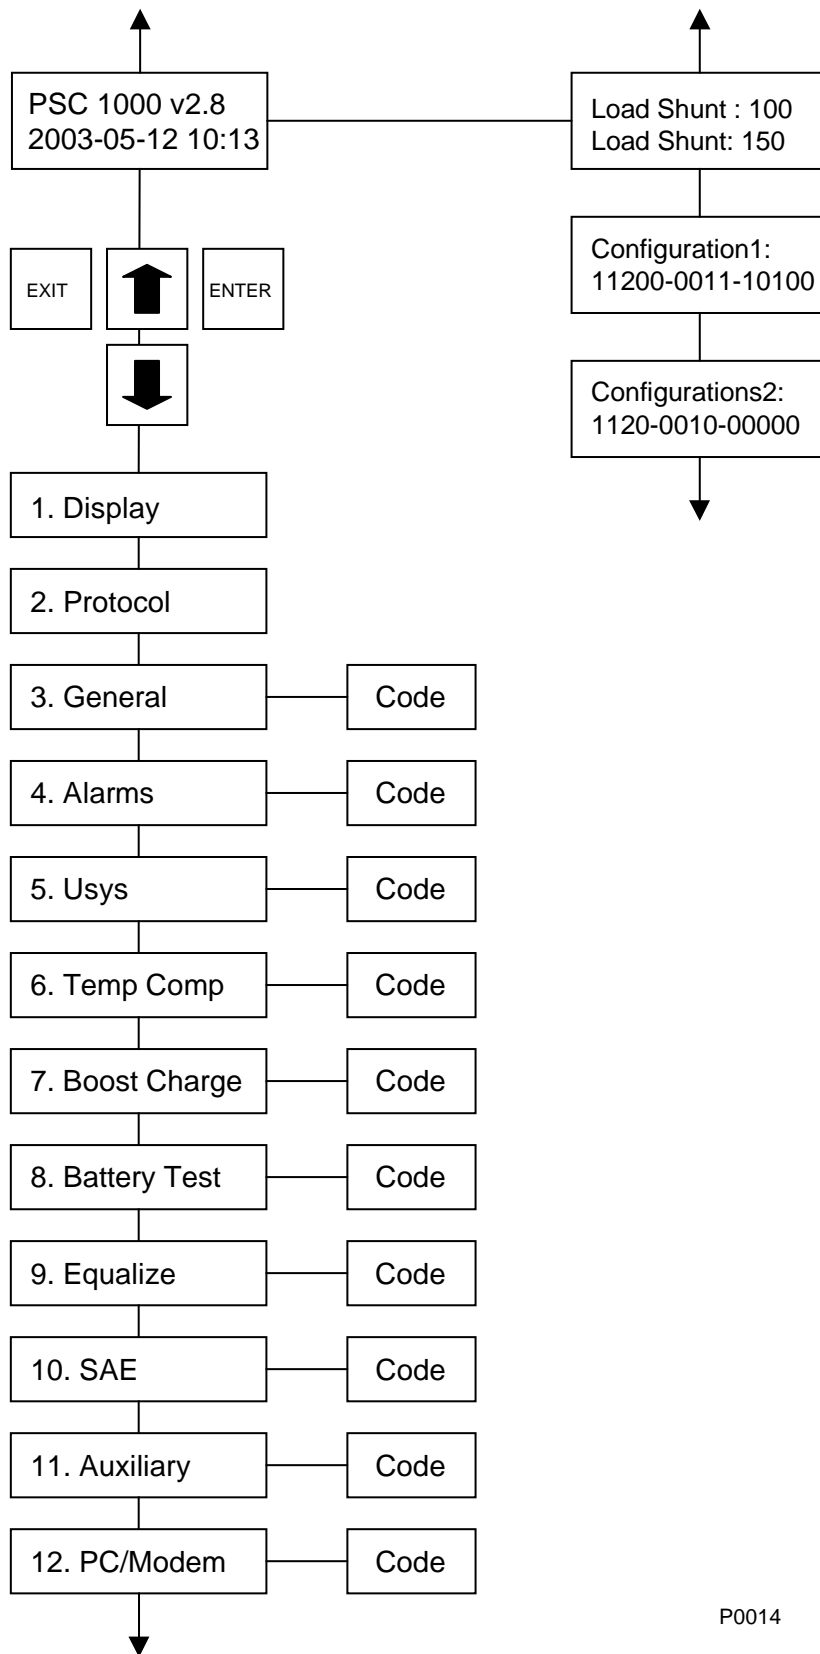 PSC 1000 v2.8
2003-05-12 10:13
Load Shunt : 100
Load Shunt: 150
Configuration1:
11200-0011-10100
Configurations2:
1120-0010-00000
EXIT
ENTER
1. Display
2. Protocol
3. General
Code
4. Alarms
Code
5. Usys
Code
6. Temp Comp
Code
7. Boost Charge
Code
8. Battery Test
Code
9. Equalize
Code
10. SAE
Code
11. Auxiliary
Code
12. PC/Modem
Code
P0014